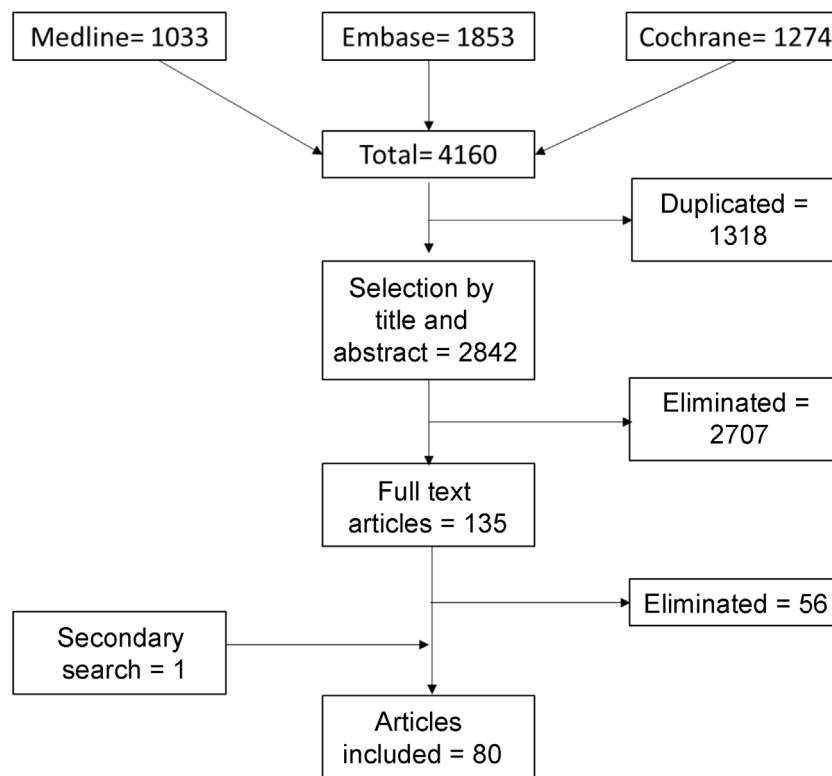 Medline= 1033
Embase= 1853
Cochrane= 1274
Total= 4160
Duplicated =
1318
Selection by
title and
abstract = 2842
Eliminated =
2707
Full text
articles = 135
Eliminated = 56
Secondary
search = 1
Articles
included = 80